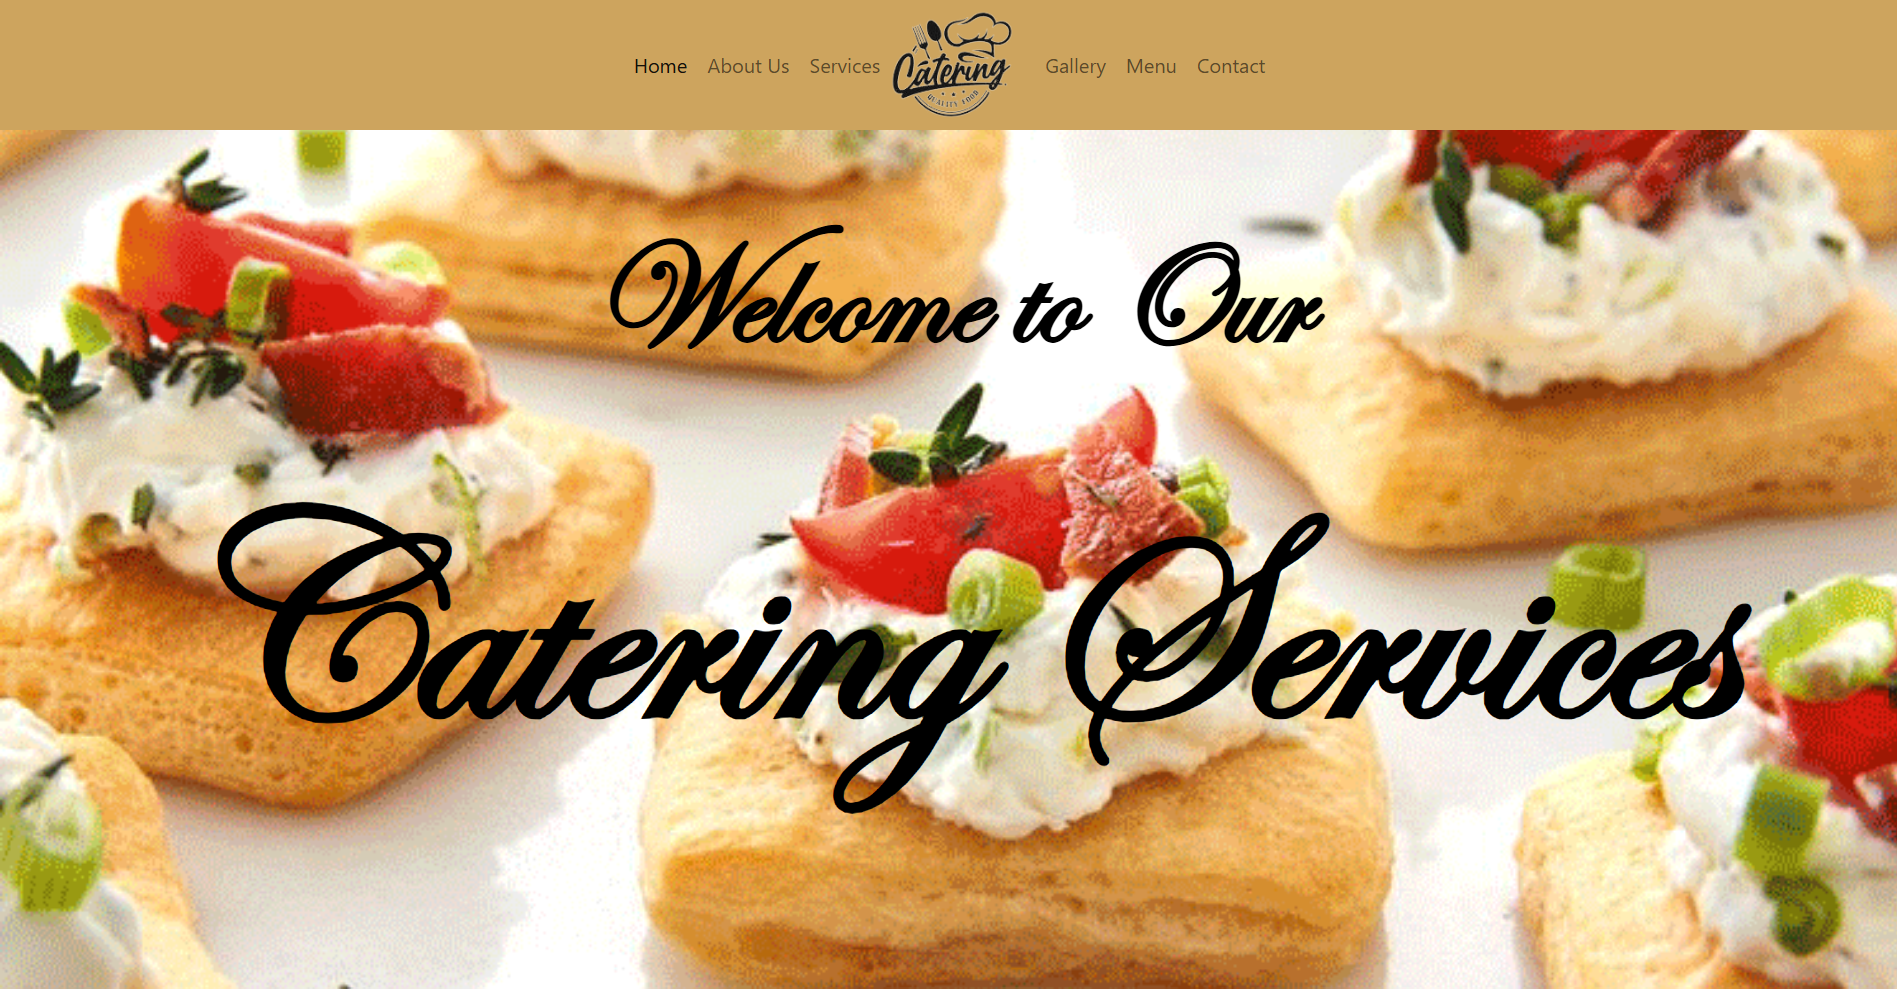 Home About Us Services Catering Gallery Menu Contact
QUALITY FOOD
Welcome to Our
Catering Services